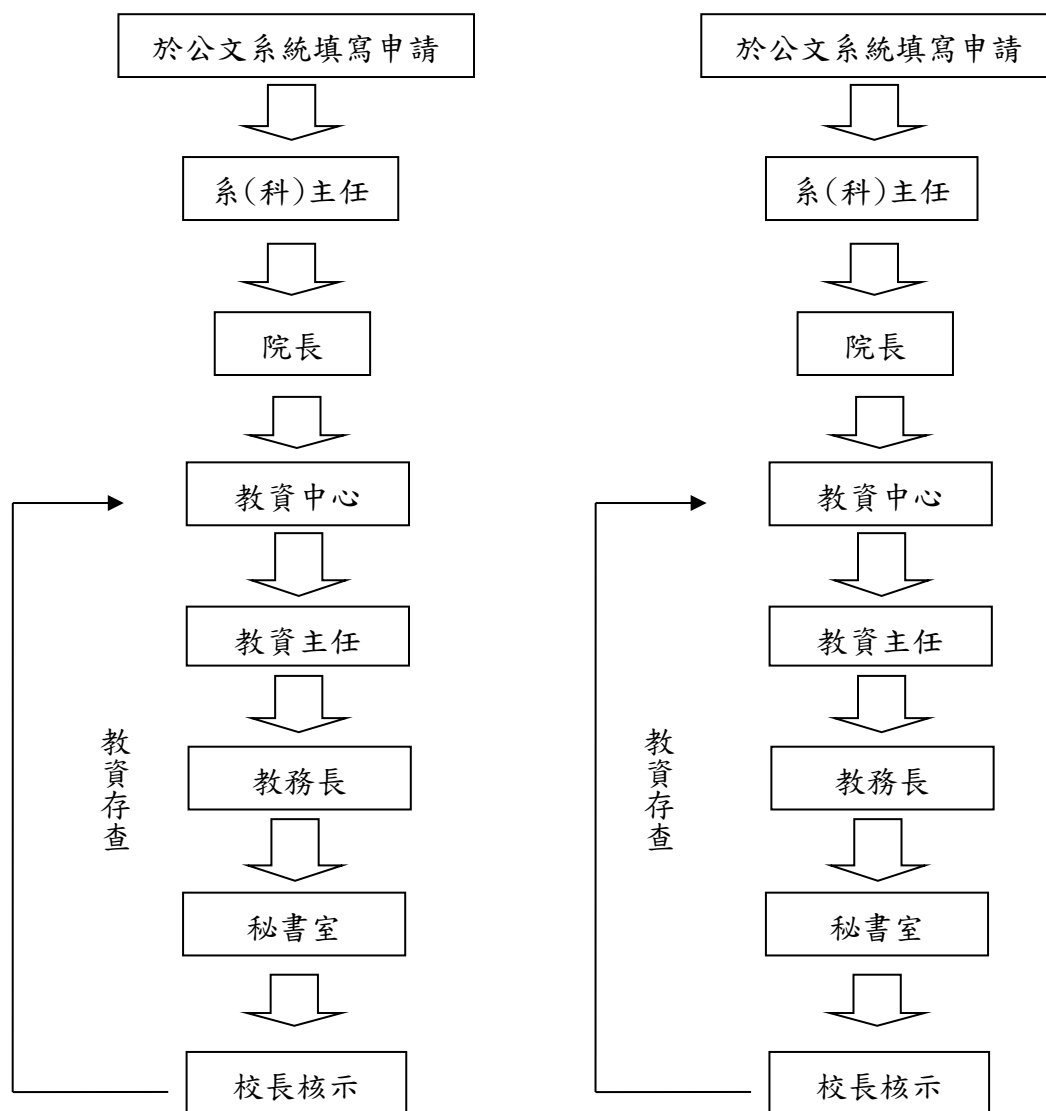 於公文系統填寫申請
系(科)主任
院長
教資中心
教資主任
教務長
教資存查
秘書室
校長核示
於公文系統填寫申請
系(科)主任
院長
教資中心
教資主任
教務長
教資存查
秘書室
校長核示